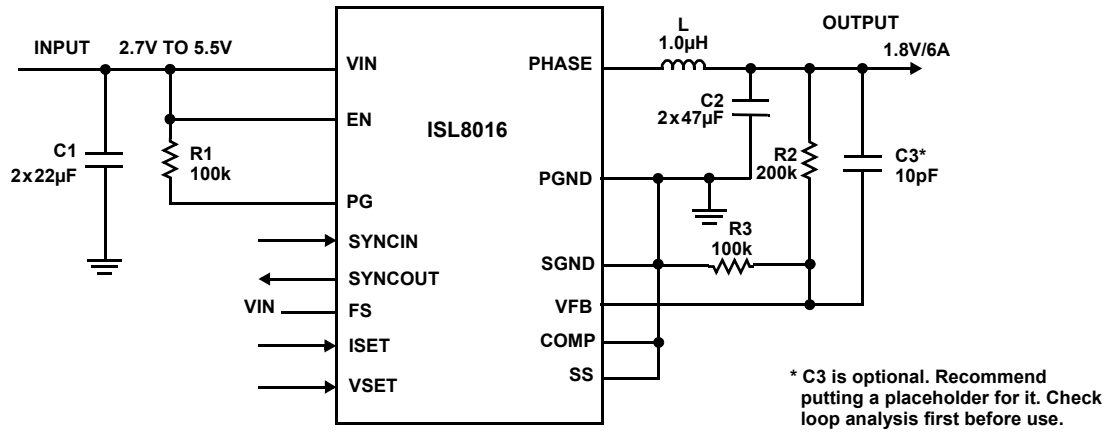 INPUT
2.7V TO 5.5V
C1
2x22µF
R1
100k
VIN
EN
PG
SYNCIN
SYNCOUT
VIN
FS
ISET
VSET
ISL8016
PHASE
PGND
SGND
VFB
COMP
SS
L
1.0µH
OUTPUT
1.8V/6A
C2
2x47µF
R2
200k
C3*
10pF
R3
100k
* C3 is optional. Recommend
putting a placeholder for it. Check
loop analysis first before use.